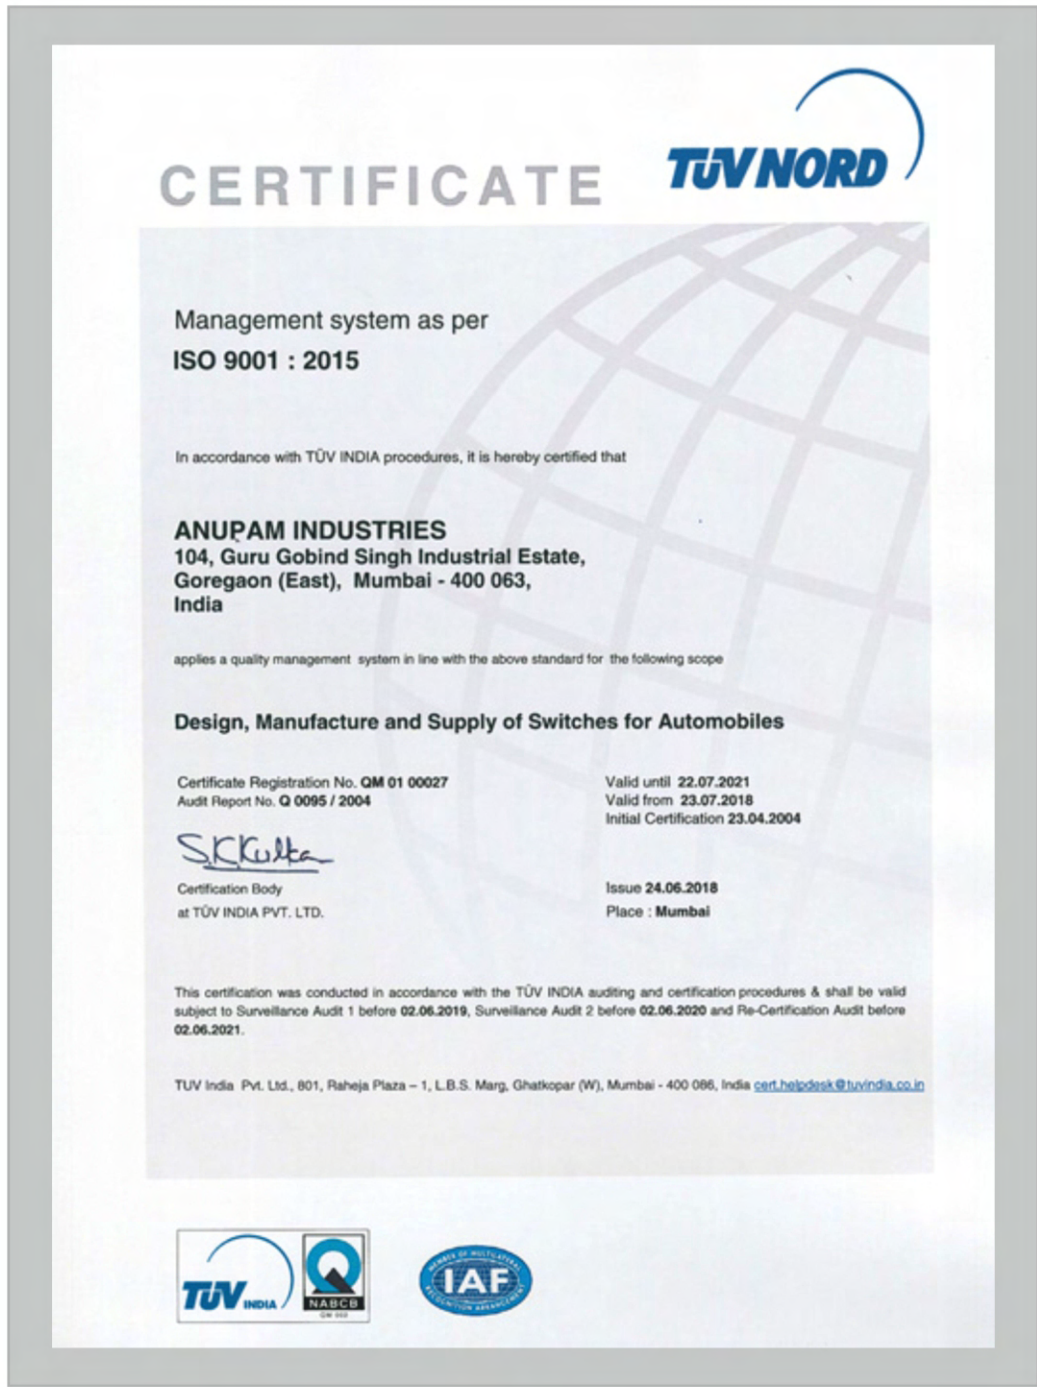 CERTIFICATE
TÜV NORD
Management system as per
ISO 9001 : 2015
In accordance with TÜV INDIA procedures, it is hereby certified that
ANUPAM INDUSTRIES
104, Guru Gobind Singh Industrial Estate,
Goregaon (East), Mumbai - 400 063,
India
applies a quality management system in line with the above standard for the following scope
Design, Manufacture and Supply of Switches for Automobiles
Certificate Registration No. QM 01 00027
Audit Report No. Q 0095 / 2004
Valid until 22.07.2021
Valid from 23.07.2018
Initial Certification 23.04.2004
Certification Body
at TÜV INDIA PVT. LTD.
Issue 24.06.2018
Place : Mumbai
This certification was conducted in accordance with the TÜV INDIA auditing and certification procedures & shall be valid
subject to Surveillance Audit 1 before 02.06.2019, Surveillance Audit 2 before 02.06.2020 and Re-Certification Audit before
02.06.2021.
TUV India Pvt. Ltd., 801, Raheja Plaza – 1, L.B.S. Marg, Ghatkopar (W), Mumbai - 400 086, India cert.helpdesk@tuvindia.co.in
TÜV INDIA
NABCB
MEMBER OF MULTILATERAL
IAF
RECOGNITION ARRANGEMENT